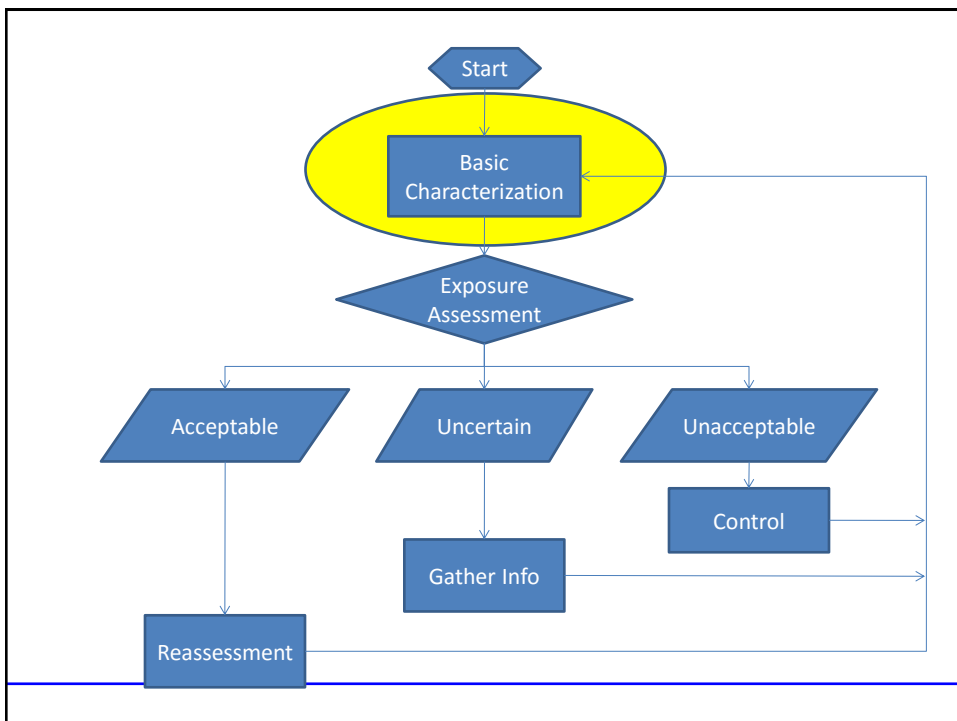 Start
Basic
Characterization
Exposure
Assessment
Acceptable
Uncertain
Unacceptable
Control
Gather Info
Reassessment